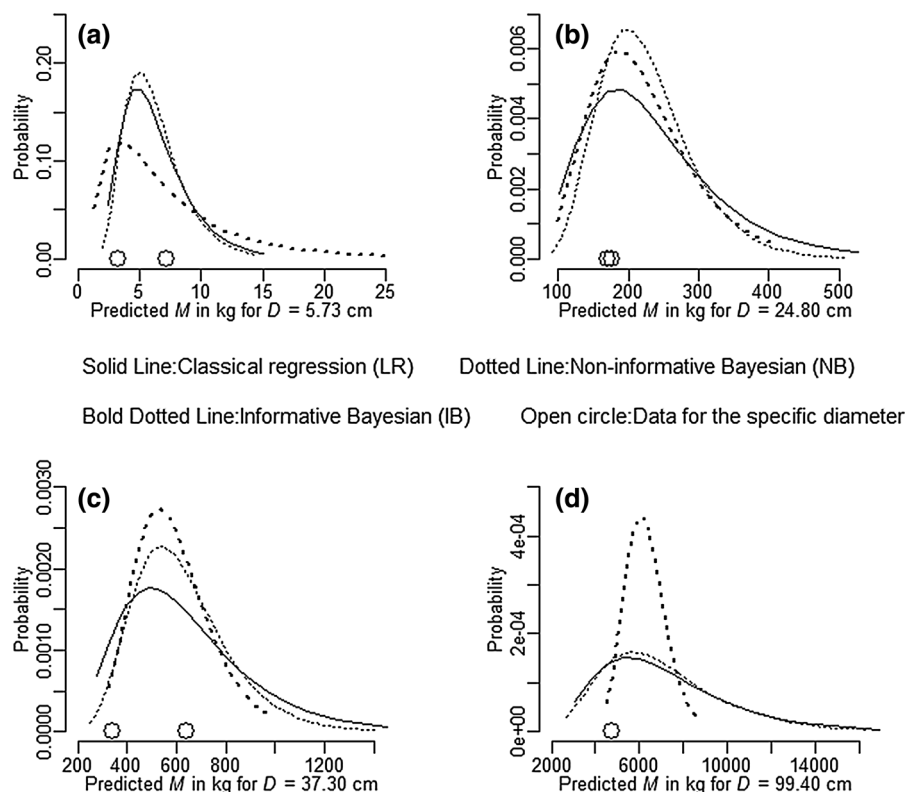 (a)
Probability
0.00 0.10 0.20
0 5 10 15 20 25
Predicted M in kg for D = 5.73 cm
(b)
Probability
0.000 0.002 0.004 0.006
100 200 300 400 500
Predicted M in kg for D = 24.80 cm
Solid Line:Classical regression (LR)
Dotted Line:Non-informative Bayesian (NB)
Bold Dotted Line:Informative Bayesian (IB)
Open circle:Data for the specific diameter
(c)
Probability
0.0000 0.0010 0.0020 0.0030
200 400 600 800 1200
Predicted M in kg for D = 37.30 cm
(d)
Probability
0e+00 2e-04 4e-04
2000 6000 10000 14000
Predicted M in kg for D = 99.40 cm